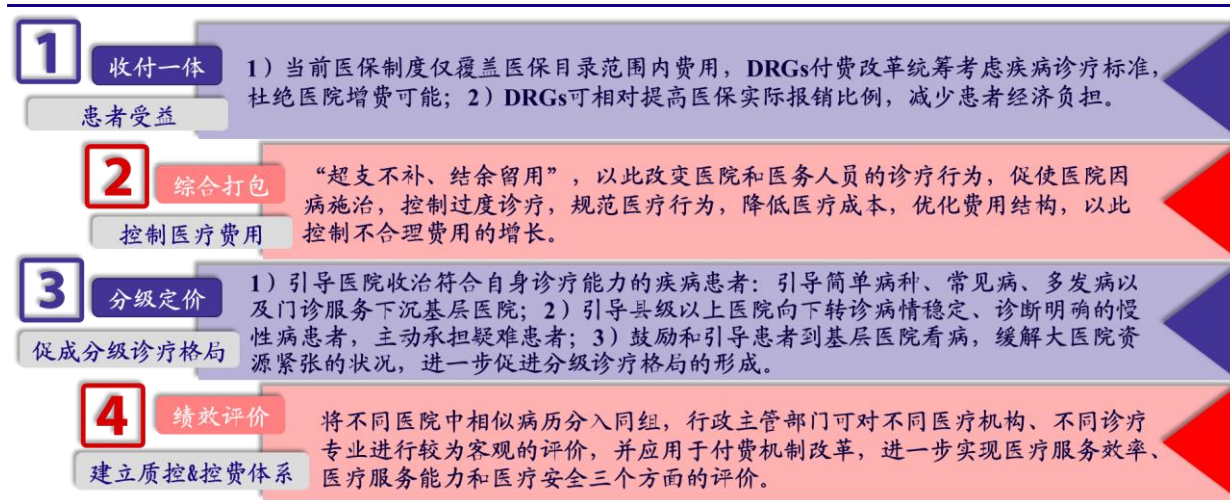 1
收付一体
患者受益
1）当前医保制度仅覆盖医保目录范围内费用，DRGs付费改革统筹考虑疾病诊疗标准，
杜绝医院增费可能；2）DRGs可相对提高医保实际报销比例，减少患者经济负担。
2
综合打包
控制医疗费用
“超支不补、结余留用”，以此改变医院和医务人员的诊疗行为，促使医院因
病施治，控制过度诊疗，规范医疗行为，降低医疗成本，优化费用结构，以此
控制不合理费用的增长。
3
分级定价
促成分级诊疗格局
1）引导医院收治符合自身诊疗能力的疾病患者：引导简单病种、常见病、多发病以
及门诊服务下沉基层医院；2）引导县级以上医院向下转诊病情稳定、诊断明确的慢
性病患者，主动承担疑难患者；3）鼓励和引导患者到基层医院看病，缓解大医院资
源紧张的状况，进一步促进分级诊疗格局的形成。
4
绩效评价
建立质控&控费体系
将不同医院中相似病历分入同组，行政主管部门可对不同医疗机构、不同诊疗
专业进行较为客观的评价，并应用于付费机制改革，进一步实现医疗服务效率、
医疗服务能力和医疗安全三个方面的评价。